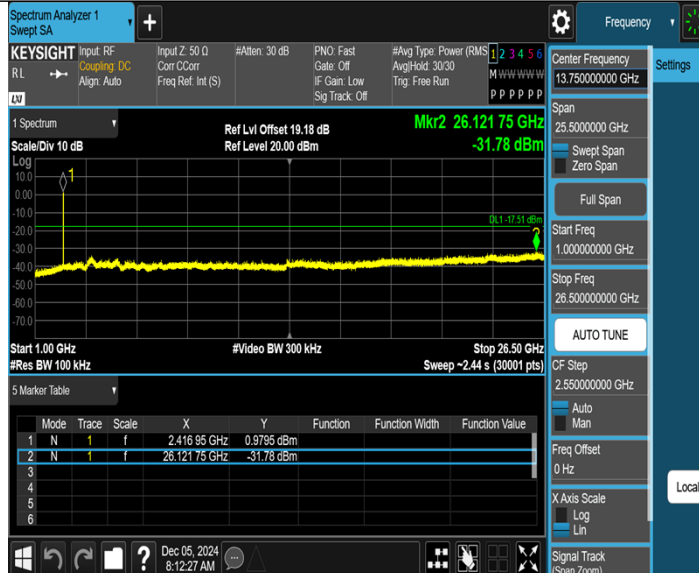 Spectrum Analyzer 1
Swept SA
Frequency
KEYSIGHT
RL
LXI
Input: RF
Coupling: DC
Align: Auto
Input Z: 50 Ω
Corr CCorr
Freq Ref: Int (S)
#Atten: 30 dB
PNO: Fast
Gate: Off
IF Gain: Low
Sig Track: Off
#Avg Type: Power (RMS
Avg|Hold: 30/30
Trig: Free Run
1 2 3 4 5 6
M W W W W W
P P P P P P
1 Spectrum
Scale/Div 10 dB
Log
Ref Lvl Offset 19.18 dB
Ref Level 20.00 dBm
Mkr2 26.121 75 GHz
-31.78 dBm
10.0
0.00
-10.0
-20.0
-30.0
-40.0
-50.0
-60.0
-70.0
1
DL1 -17.51 dBm
2
Start 1.00 GHz
#Res BW 100 kHz
#Video BW 300 kHz
Stop 26.50 GHz
Sweep ~2.44 s (30001 pts)
5 Marker Table
Mode Trace Scale X Y Function Function Width Function Value
1 N 1 f 2.416 95 GHz 0.9795 dBm
2 N 1 f 26.121 75 GHz -31.78 dBm
3
4
5
6
?
Dec 05, 2024
8:12:27 AM
Center Frequency
13.750000000 GHz
Settings
Span
25.5000000 GHz
Swept Span
Zero Span
Full Span
Start Freq
1.000000000 GHz
Stop Freq
26.500000000 GHz
AUTO TUNE
CF Step
2.550000000 GHz
Auto
Man
Freq Offset
0 Hz
Local
X Axis Scale
Log
Lin
Signal Track
(Span Zoom)